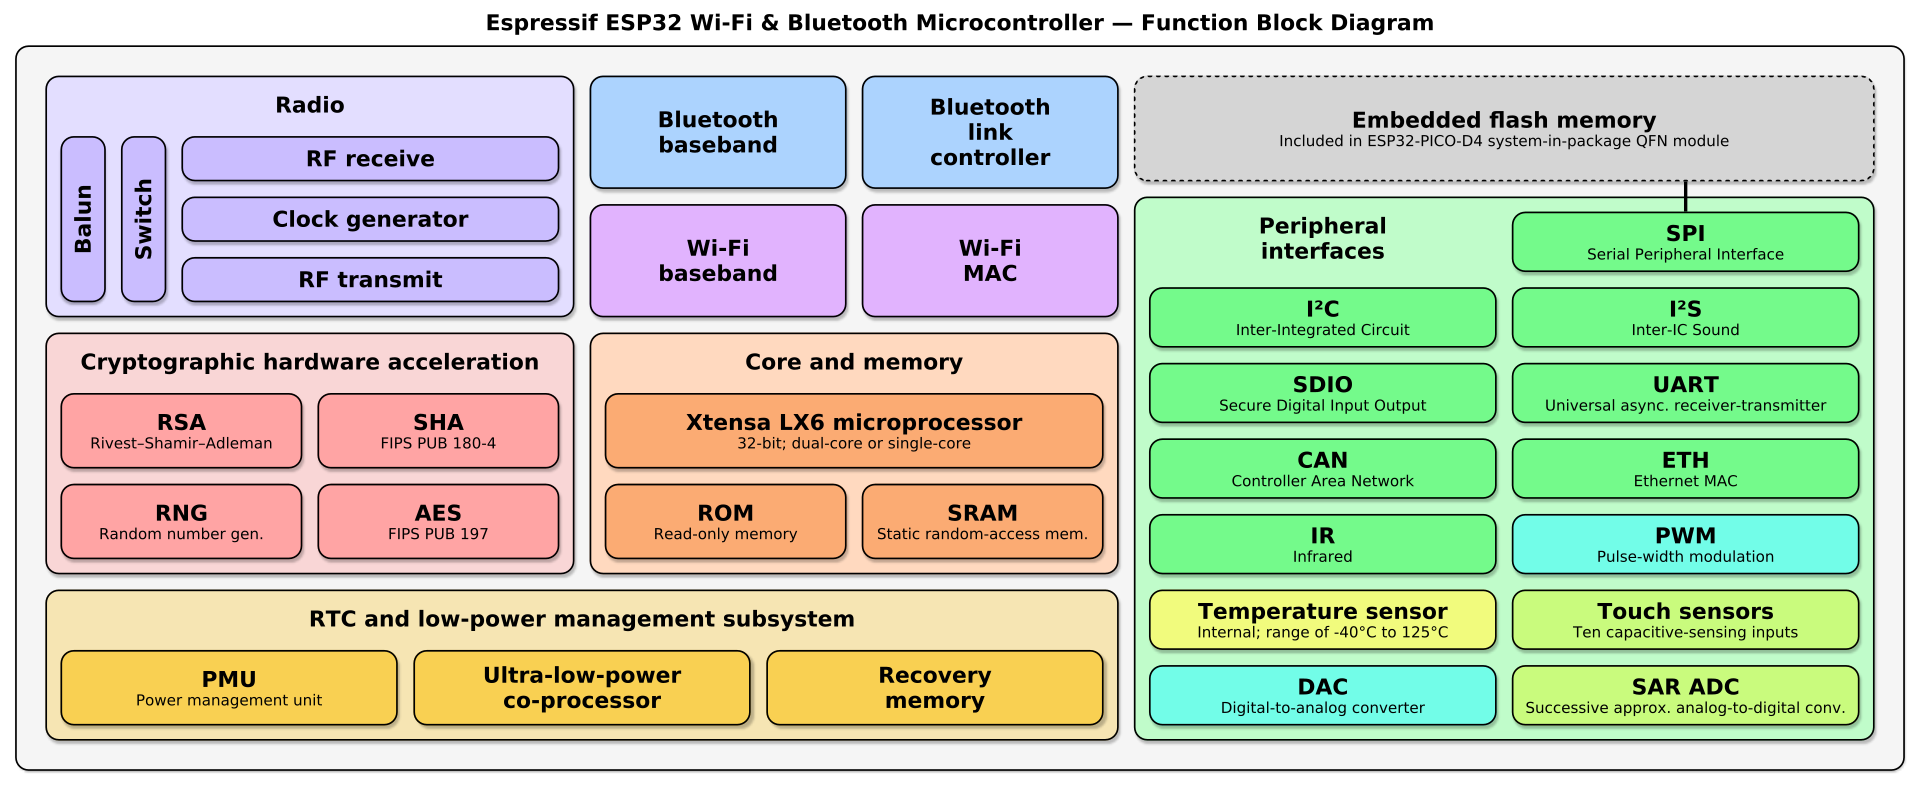 Espressif ESP32 Wi-Fi & Bluetooth Microcontroller — Function Block Diagram
Radio
Balun
Switch
RF receive
Clock generator
RF transmit
Bluetooth
baseband
Bluetooth
link
controller
Wi-Fi
baseband
Wi-Fi
MAC
Embedded flash memory
Included in ESP32-PICO-D4 system-in-package QFN module
Cryptographic hardware acceleration
RSA
Rivest–Shamir–Adleman
SHA
FIPS PUB 180-4
RNG
Random number gen.
AES
FIPS PUB 197
Core and memory
Xtensa LX6 microprocessor
32-bit; dual-core or single-core
ROM
Read-only memory
SRAM
Static random-access mem.
RTC and low-power management subsystem
PMU
Power management unit
Ultra-low-power
co-processor
Recovery
memory
Peripheral
interfaces
SPI
Serial Peripheral Interface
I²C
Inter-Integrated Circuit
I²S
Inter-IC Sound
SDIO
Secure Digital Input Output
UART
Universal async. receiver-transmitter
CAN
Controller Area Network
ETH
Ethernet MAC
IR
Infrared
PWM
Pulse-width modulation
Temperature sensor
Internal; range of -40°C to 125°C
Touch sensors
Ten capacitive-sensing inputs
DAC
Digital-to-analog converter
SAR ADC
Successive approx. analog-to-digital conv.